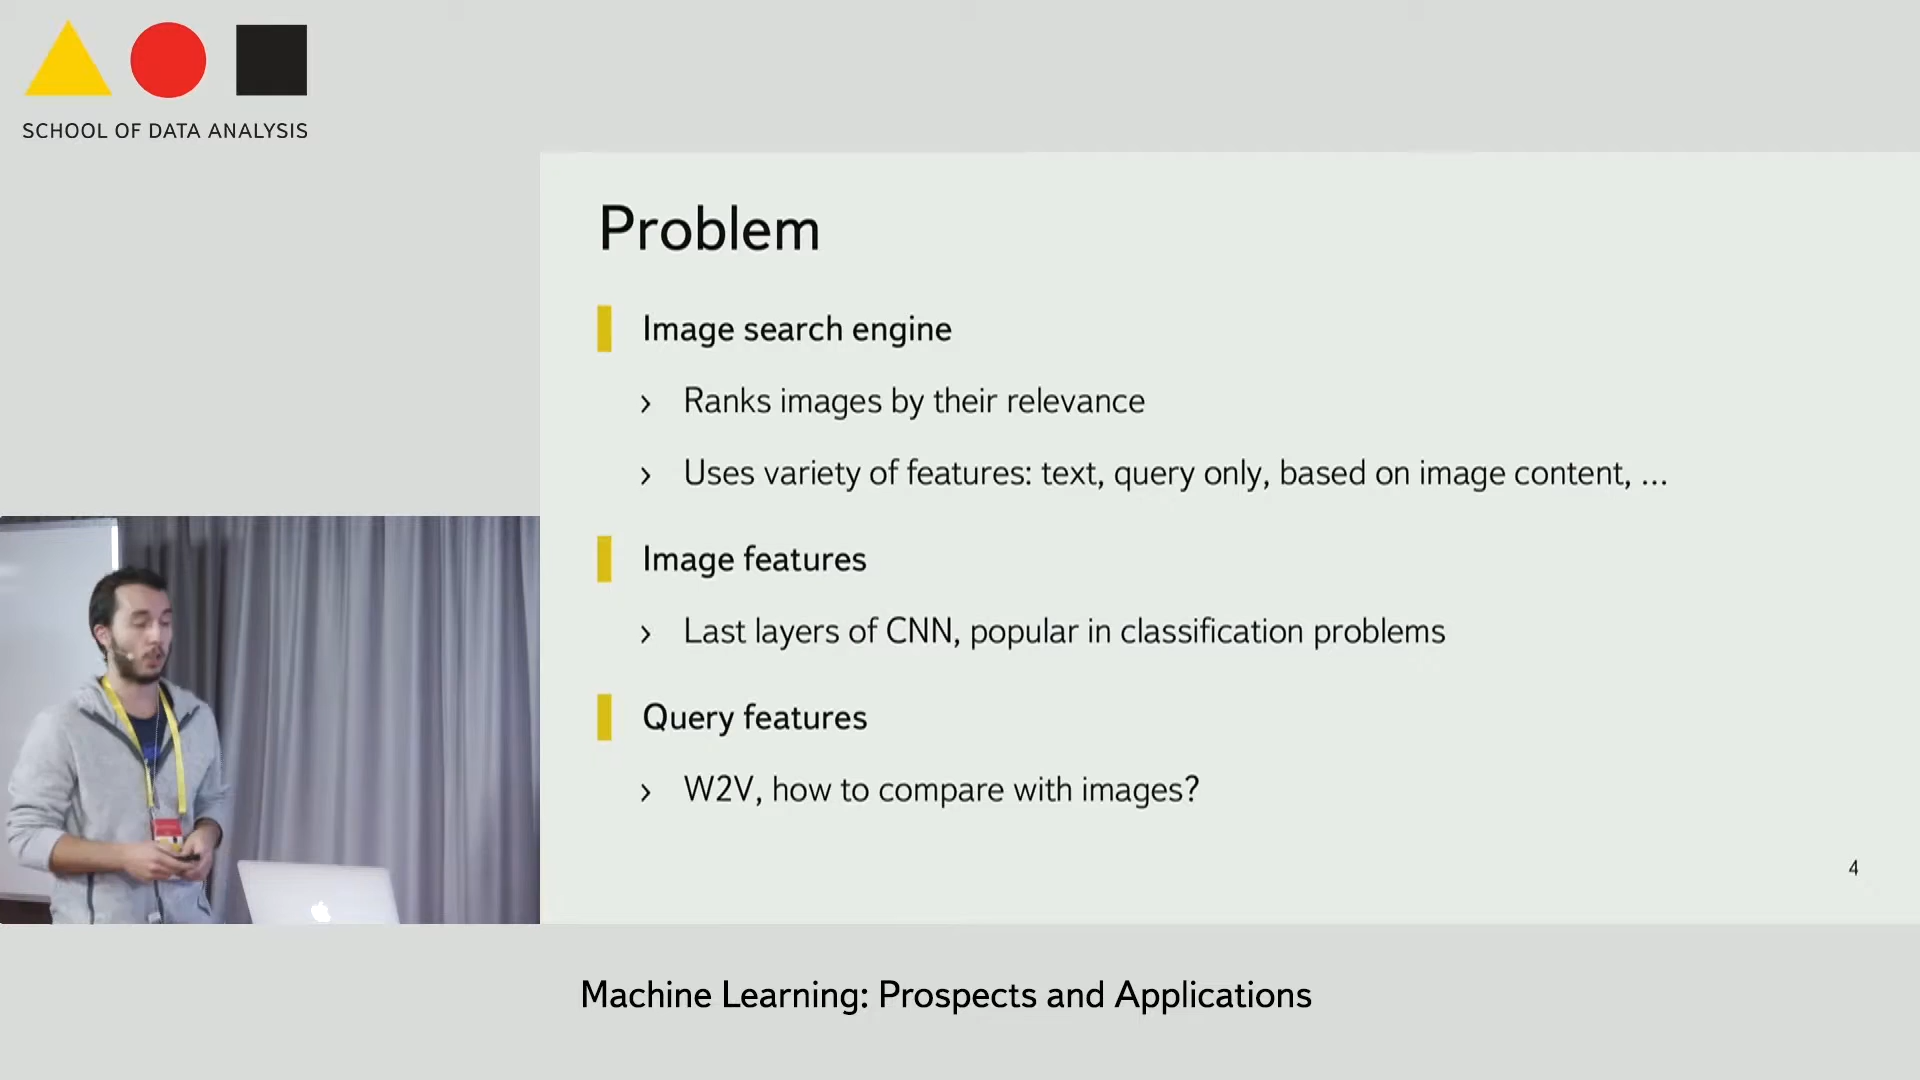 SCHOOL OF DATA ANALYSIS
Problem
Image search engine
› Ranks images by their relevance
› Uses variety of features: text, query only, based on image content, ...
Image features
› Last layers of CNN, popular in classification problems
Query features
› W2V, how to compare with images?
4
Machine Learning: Prospects and Applications